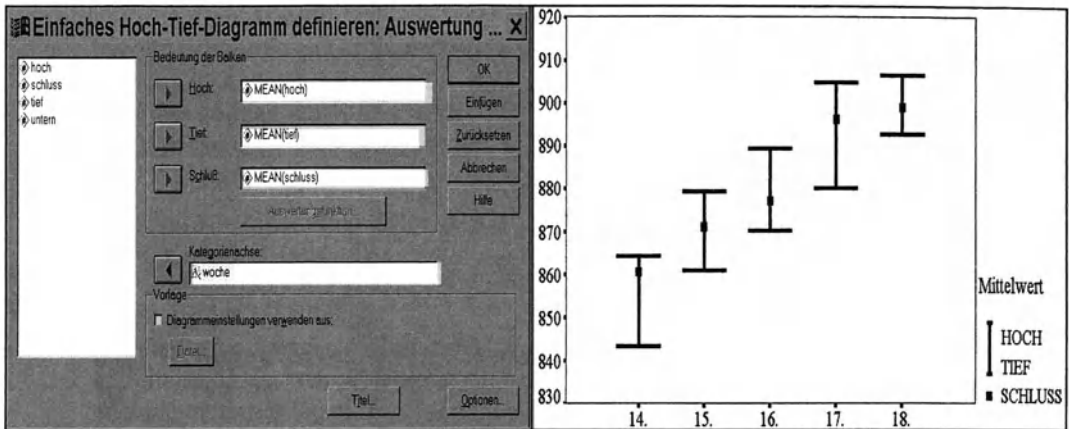 Einfaches Hoch-Tief-Diagramm definieren: Auswertung ... X
hoch
schluss
tief
untern
Bedeutung der Balken
Hoch:
MEAN(hoch)
Tief:
MEAN(tief)
Schluß:
MEAN(schluss)
Auswertungsfunktion...
Kategorienachse:
woche
Vorlage
Diagrammeinstellungen verwenden aus:
Datei...
OK
Einfügen
Zurücksetzen
Abbrechen
Hilfe
Titel...
Optionen...
920
910
900
890
880
870
860
850
840
830
14. 15. 16. 17. 18.
Mittelwert
HOCH
TIEF
SCHLUSS